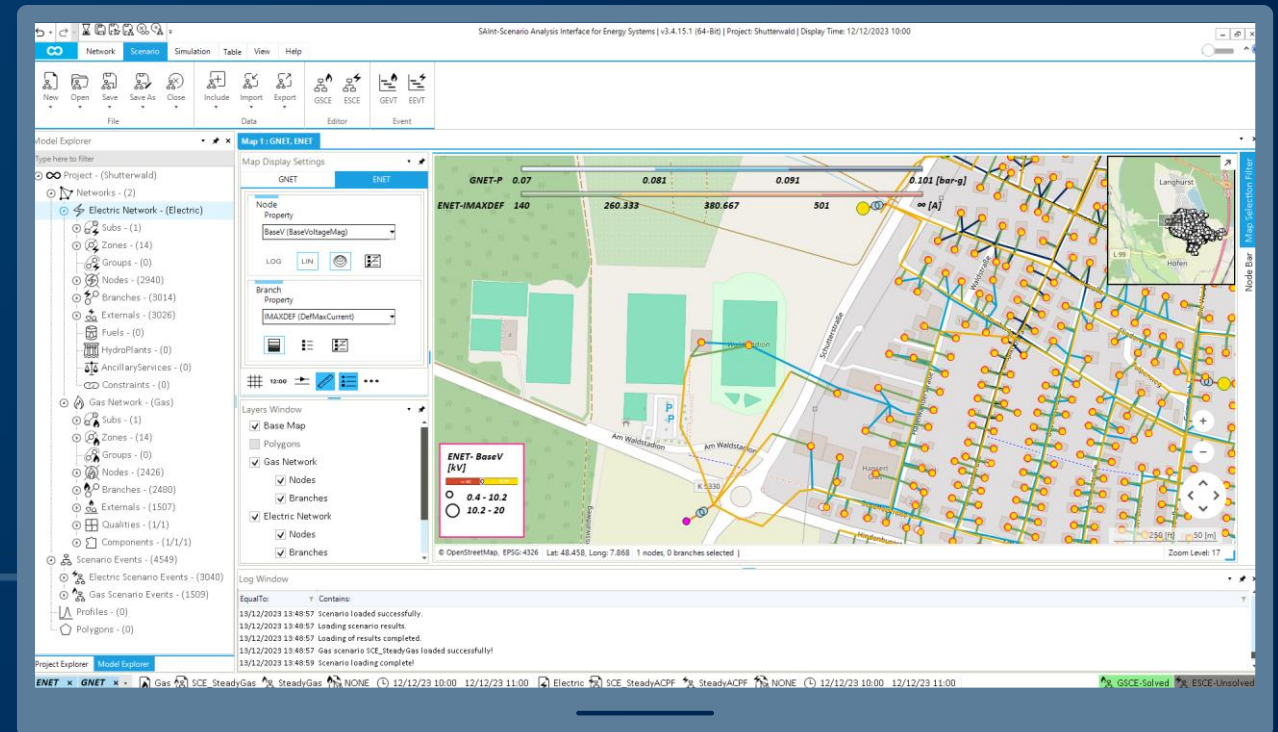 SAInt-Scenario Analysis Interface for Energy Systems | v3.4.15.1 (64-Bit) | Project: Shutterwald | Display Time: 12/12/2023 10:00
Network Scenario Simulation Table View Help
New Open Save Save As Close Include Import Export GSCE ESCE GEVT EEVT
File Data Editor Event
Model Explorer
Type here to filter
Project - (Shutterwald)
Networks - (2)
Electric Network - (Electric)
Subs - (1)
Zones - (14)
Groups - (0)
Nodes - (2940)
Branches - (3014)
Externals - (3026)
Fuels - (0)
HydroPlants - (0)
AncillaryServices - (0)
Constraints - (0)
Gas Network - (Gas)
Subs - (1)
Zones - (14)
Groups - (0)
Nodes - (2426)
Branches - (2480)
Externals - (1507)
Qualities - (1/1)
Components - (1/1/1)
Scenario Events - (4549)
Electric Scenario Events - (3040)
Gas Scenario Events - (1509)
Profiles - (0)
Polygons - (0)
Project Explorer Model Explorer
Map 1 : GNET, ENET
Map Display Settings
GNET ENET
Node
Property
BaseV (BaseVoltageMag)
LOG LIN
Branch
Property
IMAXDEF (DefMaxCurrent)
12:00
Layers Window
Base Map
Polygons
Gas Network
Nodes
Branches
Electric Network
Nodes
Branches
GNET-P 0.07 0.081 0.091 0.101 [bar-g]
ENET-IMAXDEF 140 260.333 380.667 501 ∞ [A]
Langhurst
L 99
Höfen
Map Selection Filter
Node Bar
Waldstraße
Schutterstraße
Waldstadion
P
P
Am Waldstadion
Am Waldstadion
K 5330
Hansert
ENET- BaseV
[kV]
0.4 - 10.2
10.2 - 20
250 [ft] 50 [m]
© OpenStreetMap, EPSG:4326 Lat: 48.458, Long: 7.868 1 nodes, 0 branches selected |
Zoom Level: 17
Log Window
EqualTo: Contains:
13/12/2023 13:48:57 Scenario loaded successfully.
13/12/2023 13:48:57 Loading scenario results.
13/12/2023 13:48:57 Loading of results completed.
13/12/2023 13:48:57 Gas scenario SCE_SteadyGas loaded successfully!
13/12/2023 13:48:59 Scenario loading complete!
ENET × GNET × Gas SCE_SteadyGas SteadyGas NONE 12/12/23 10:00 12/12/23 11:00 Electric SCE_SteadyACPF SteadyACPF NONE 12/12/23 10:00 12/12/23 11:00 GSCE-Solved ESCE-Unsolved